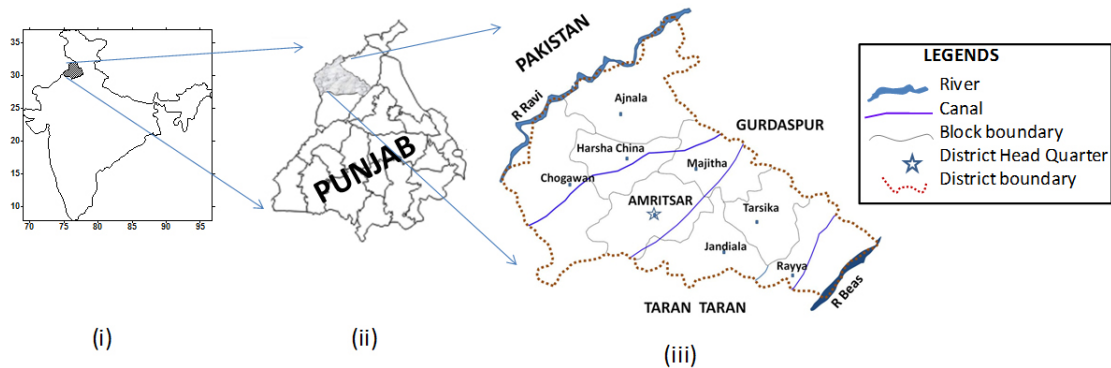 35
30
25
20
15
10
70
75
80
85
90
95
(i)
PUNJAB
(ii)
PAKISTAN
R Ravi
Ajnala
GURDASPUR
Harsha China
Majitha
Chogawan
AMRITSAR
Tarsika
Jandiala
Rayya
R Beas
TARAN TARAN
(iii)
LEGENDS
River
Canal
Block boundary
District Head Quarter
District boundary